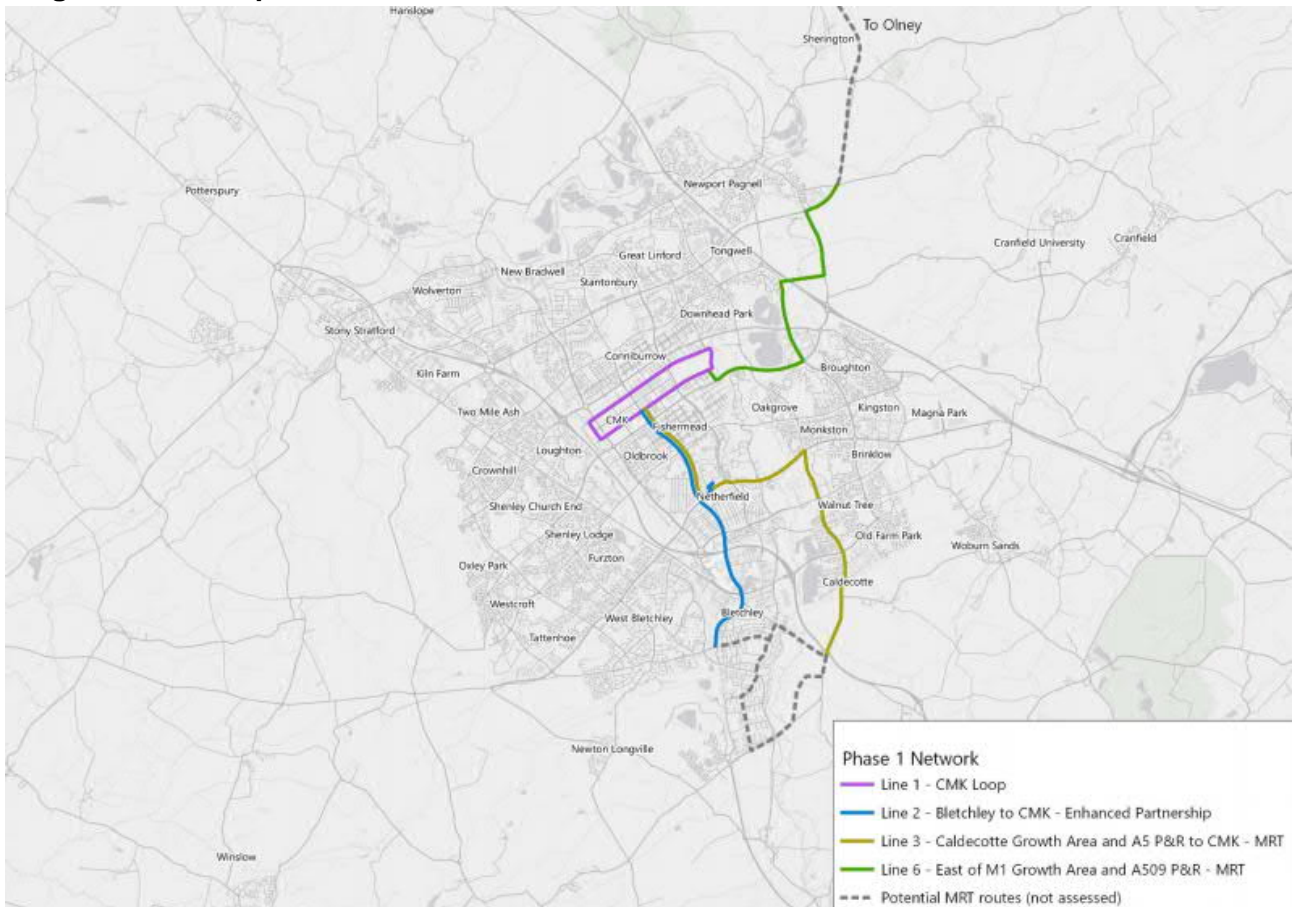 Hanslope
To Olney
Sherington
Potterspury
Newport Pagnell
Cranfield University
Cranfield
Tongwell
Great Linford
New Bradwell
Stantonbury
Wolverton
Downhead Park
Stony Stratford
Conniburrow
Kiln Farm
Broughton
Two Mile Ash
CMK
Oakgrove
Kingston
Magna Park
Fishermead
Monkston
Loughton
Oldbrook
Brinklow
Crownhill
Netherfield
Shenley Church End
Walnut Tree
Shenley Lodge
Old Farm Park
Woburn Sands
Furzton
Oxley Park
Caldecotte
Westcroft
West Bletchley
Bletchley
Tattenhoe
Newton Longville
Winslow
Phase 1 Network
Line 1 - CMK Loop
Line 2 - Bletchley to CMK - Enhanced Partnership
Line 3 - Caldecotte Growth Area and A5 P&R to CMK - MRT
Line 6 - East of M1 Growth Area and A509 P&R - MRT
Potential MRT routes (not assessed)